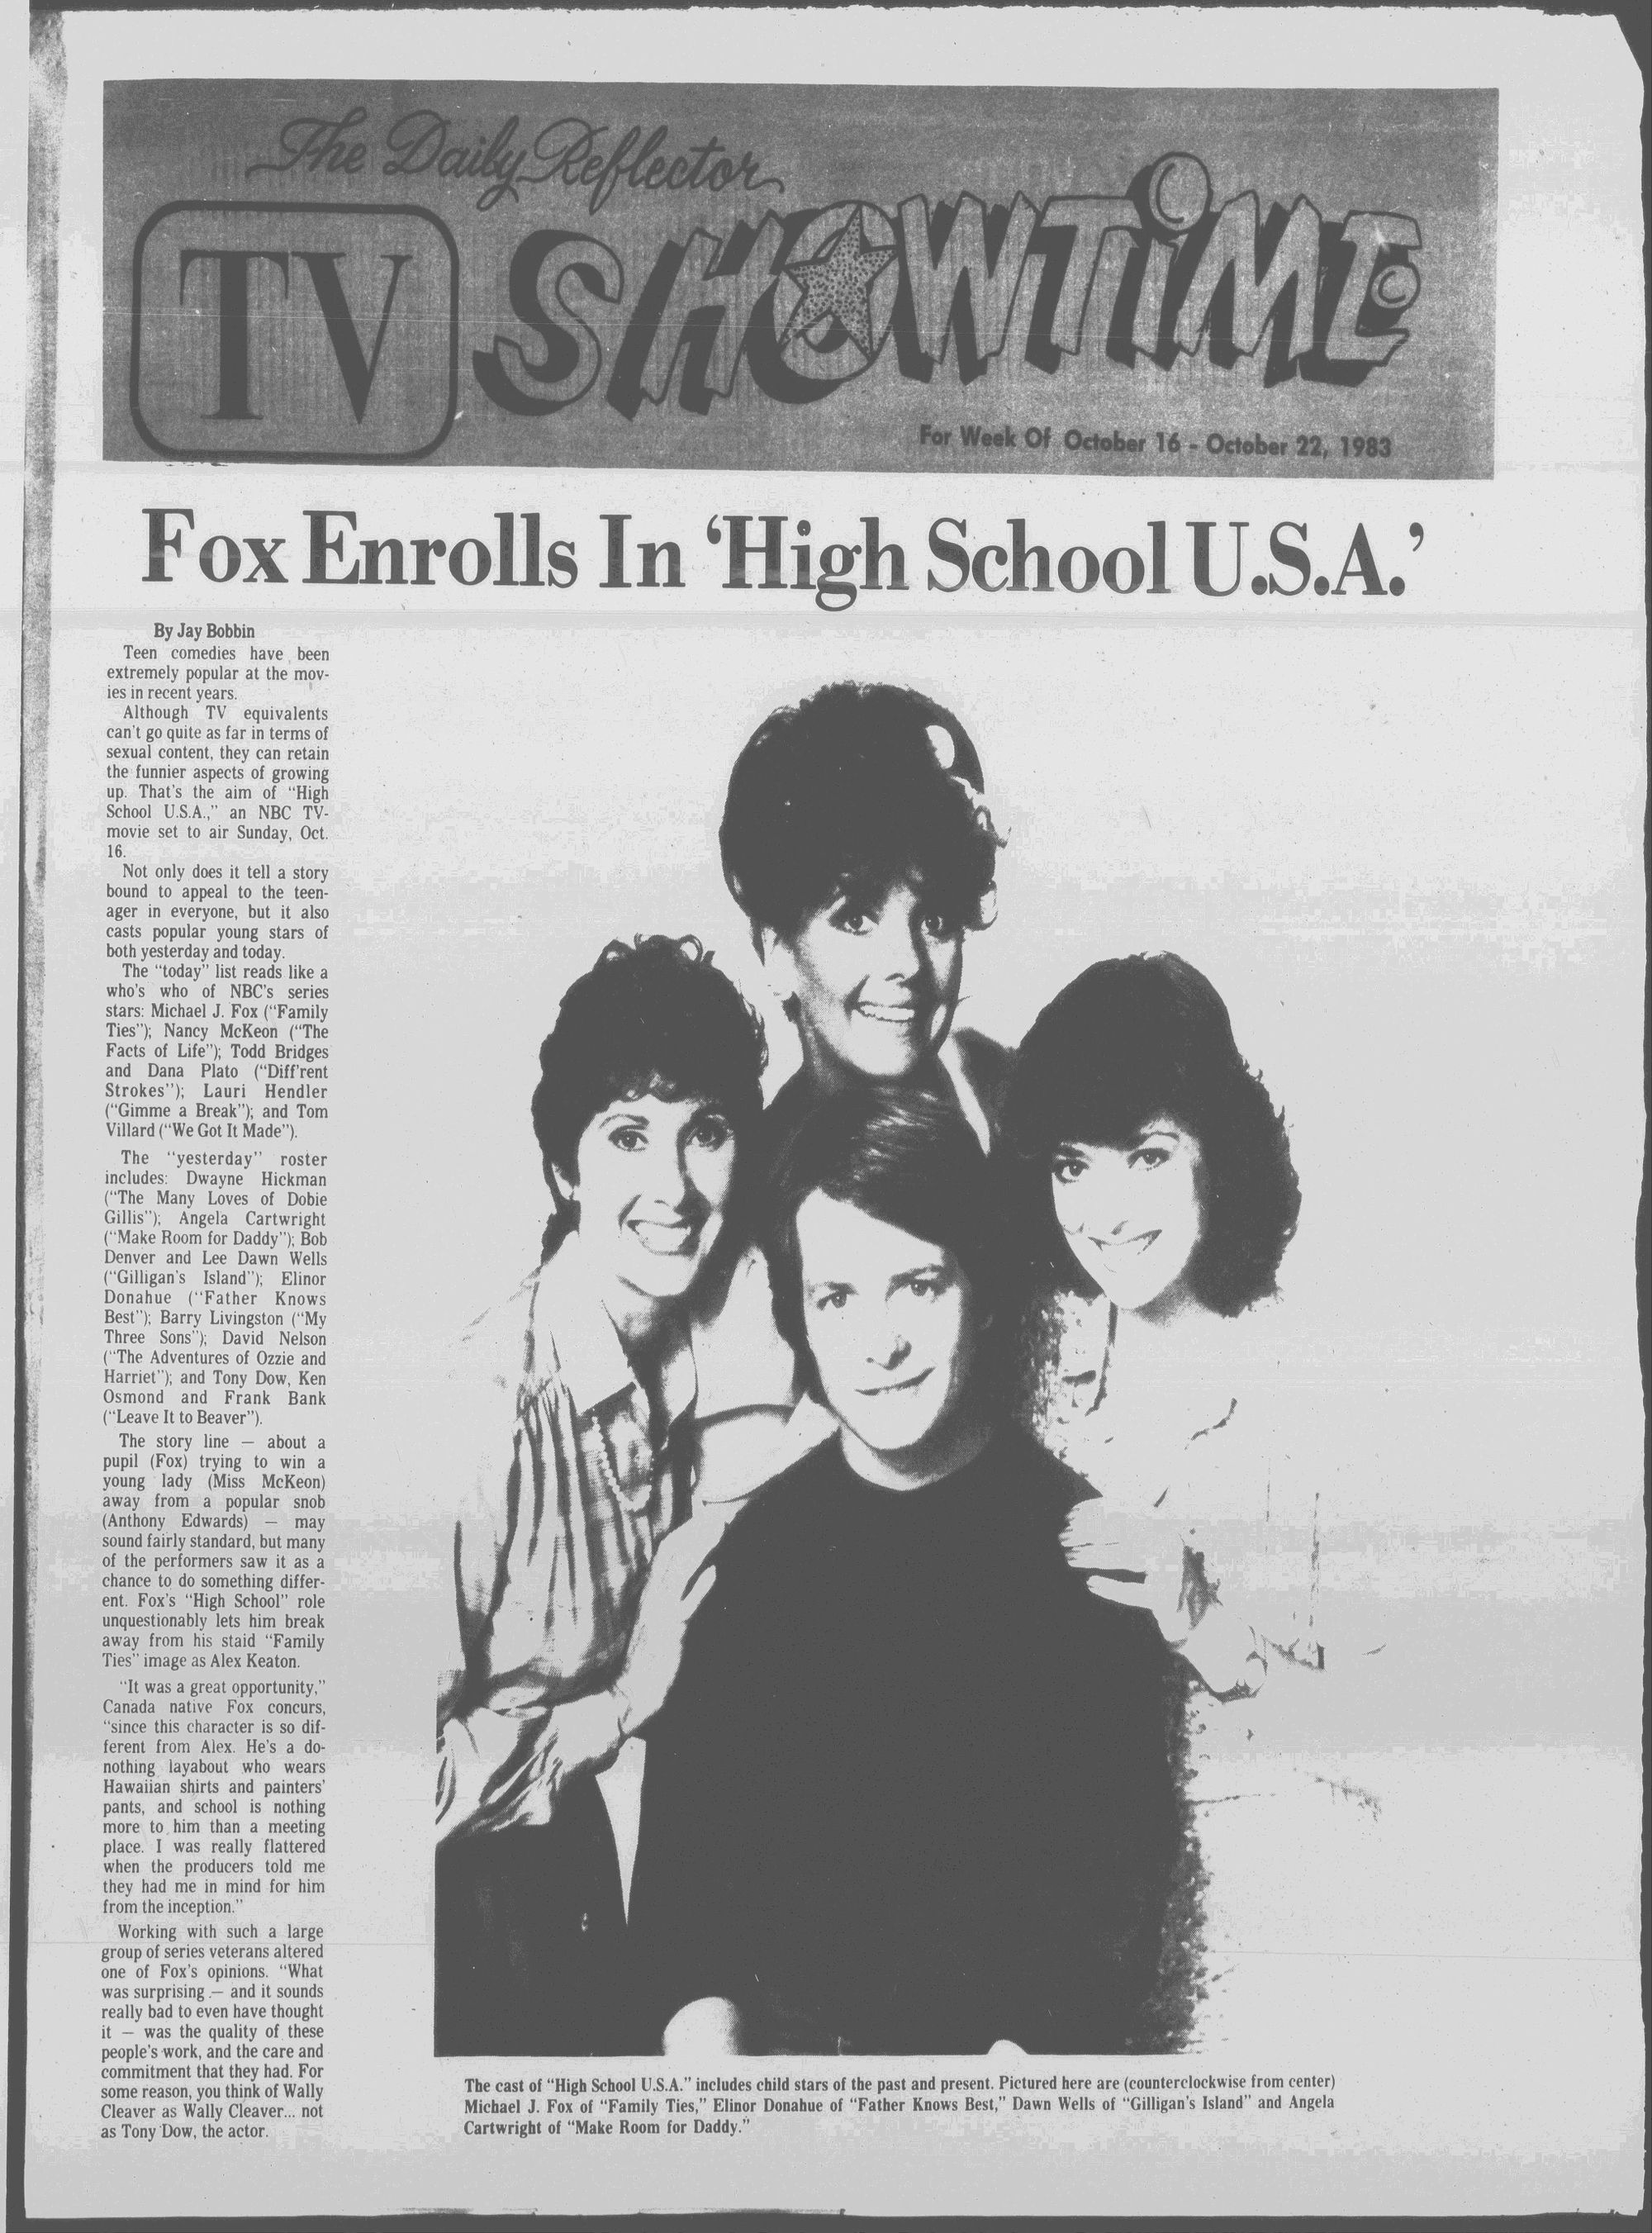 The Daily Reflector
TV SHOWTiME
For Week Of October 16 - October 22, 1983
Fox Enrolls In ‘High School U.S.A.’
By Jay Bobbin
Teen comedies have been
extremely popular at the mov-
ies in recent years.
Although TV equivalents
can't go quite as far in terms of
sexual content, they can retain
the funnier aspects of growing
up. That's the aim of “High
School U.S.A.,” an NBC TV-
movie set to air Sunday, Oct.
16.
Not only does it tell a story
bound to appeal to the teen-
ager in everyone, but it also
casts popular young stars of
both yesterday and today.
The “today” list reads like a
who's who of NBC's series
stars: Michael J. Fox (“Family
Ties”); Nancy McKeon (“The
Facts of Life”); Todd Bridges
and Dana Plato (“Diff'rent
Strokes”); Lauri Hendler
(“Gimme a Break”); and Tom
Villard (“We Got It Made”).
The “yesterday” roster
includes: Dwayne Hickman
(“The Many Loves of Dobie
Gillis”); Angela Cartwright
(“Make Room for Daddy”); Bob
Denver and Lee Dawn Wells
(“Gilligan's Island”); Elinor
Donahue (“Father Knows
Best”); Barry Livingston (“My
Three Sons”); David Nelson
(“The Adventures of Ozzie and
Harriet”); and Tony Dow, Ken
Osmond and Frank Bank
(“Leave It to Beaver”).
The story line — about a
pupil (Fox) trying to win a
young lady (Miss McKeon)
away from a popular snob
(Anthony Edwards) — may
sound fairly standard, but many
of the performers saw it as a
chance to do something differ-
ent. Fox's “High School” role
unquestionably lets him break
away from his staid “Family
Ties” image as Alex Keaton.
“It was a great opportunity,”
Canada native Fox concurs,
“since this character is so dif-
ferent from Alex. He's a do-
nothing layabout who wears
Hawaiian shirts and painters'
pants, and school is nothing
more to him than a meeting
place. I was really flattered
when the producers told me
they had me in mind for him
from the inception.”
Working with such a large
group of series veterans altered
one of Fox's opinions. “What
was surprising — and it sounds
really bad to even have thought
it — was the quality of these
people's work, and the care and
commitment that they had. For
some reason, you think of Wally
Cleaver as Wally Cleaver... not
as Tony Dow, the actor.
The cast of “High School U.S.A.” includes child stars of the past and present. Pictured here are (counterclockwise from center)
Michael J. Fox of “Family Ties,” Elinor Donahue of “Father Knows Best,” Dawn Wells of “Gilligan's Island” and Angela
Cartwright of “Make Room for Daddy.”